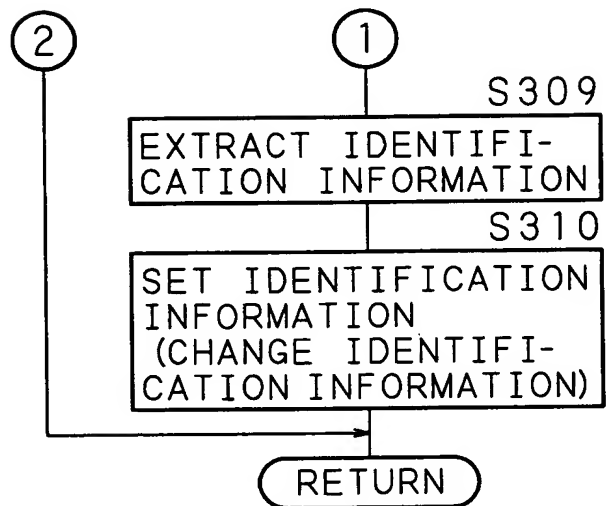 2
1
S309
EXTRACT IDENTIFI-
CATION INFORMATION
S310
SET IDENTIFICATION
INFORMATION
(CHANGE IDENTIFI-
CATION INFORMATION)
RETURN